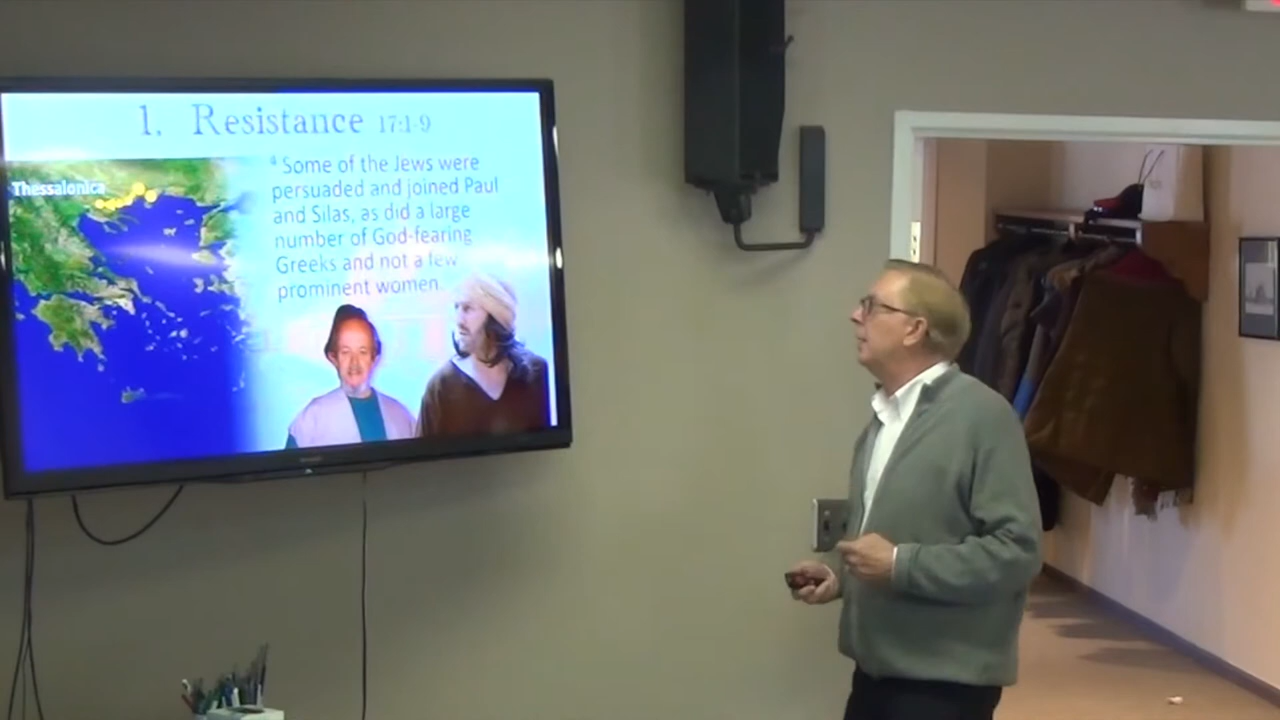 1. Resistance 17:1-9
Thessalonica
4 Some of the Jews were
persuaded and joined Paul
and Silas, as did a large
number of God-fearing
Greeks and not a few
prominent women.